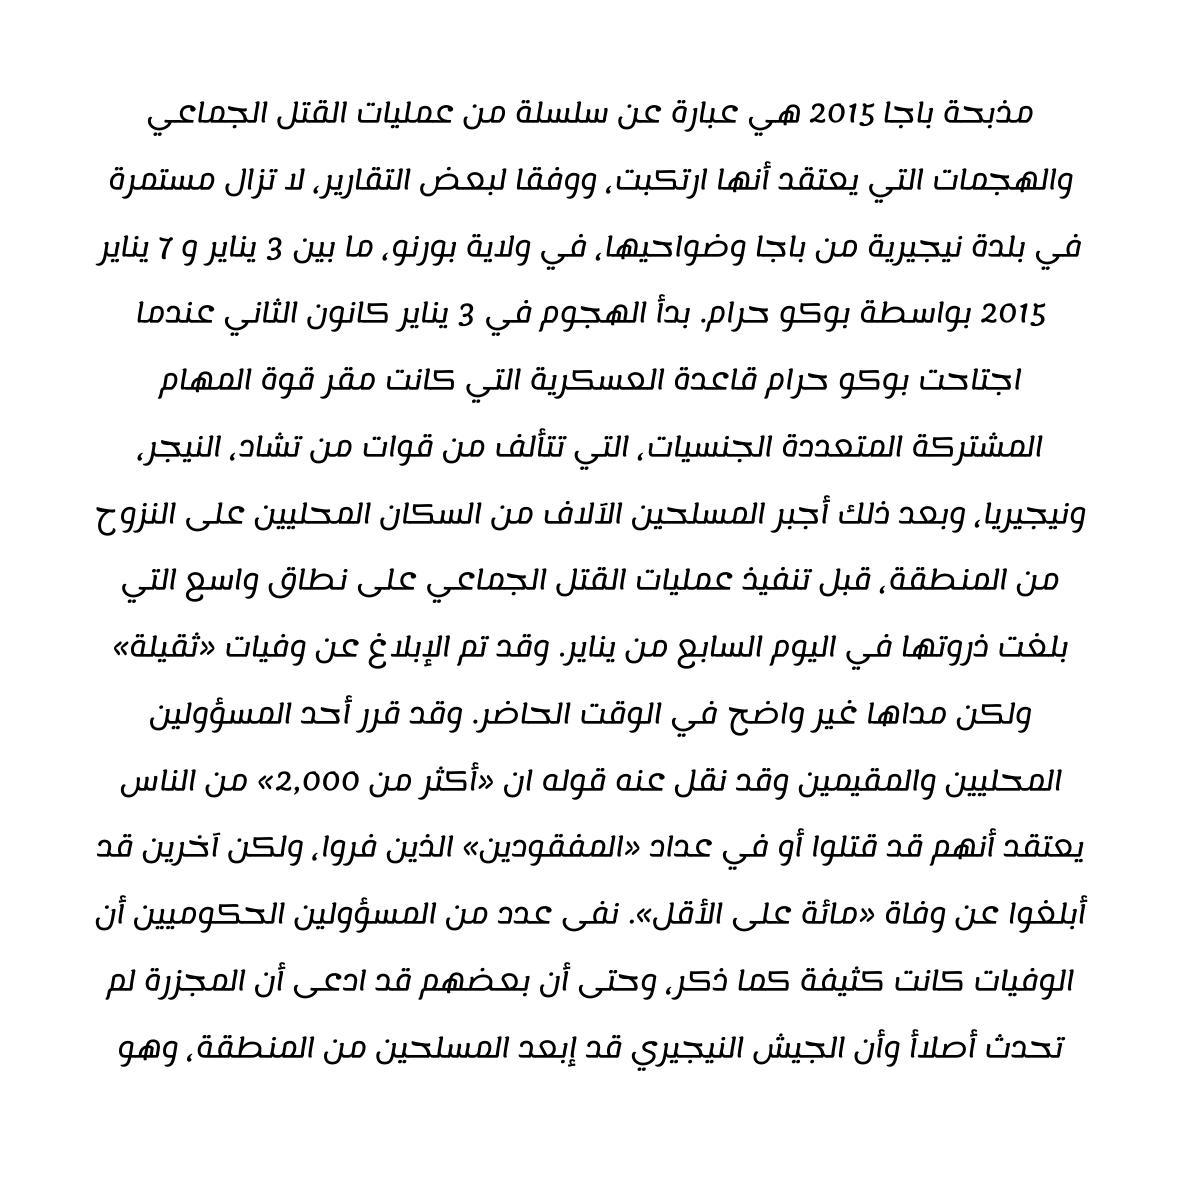 مذبحة باجا 2015 هي عبارة عن سلسلة من عمليات القتل الجماعي
والهجمات التي يعتقد أنها ارتكبت، ووفقا لبعض التقارير، لا تزال مستمرة
في بلدة نيجيرية من باجا وضواحيها، في ولاية بورنو، ما بين 3 يناير و 7 يناير
2015 بواسطة بوكو حرام. بدأ الهجوم في 3 يناير كانون الثاني عندما
اجتاحت بوكو حرام قاعدة العسكرية التي كانت مقر قوة المهام
المشتركة المتعددة الجنسيات، التي تتألف من قوات من تشاد، النيجر،
ونيجيريا، وبعد ذلك أجبر المسلحين الآلاف من السكان المحليين على النزوح
من المنطقة، قبل تنفيذ عمليات القتل الجماعي على نطاق واسع التي
بلغت ذروتها في اليوم السابع من يناير. وقد تم الإبلاغ عن وفيات «ثقيلة»
ولكن مداها غير واضح في الوقت الحاضر. وقد قرر أحد المسؤولين
المحليين والمقيمين وقد نقل عنه قوله ان «أكثر من 2,000» من الناس
يعتقد أنهم قد قتلوا أو في عداد «المفقودين» الذين فروا، ولكن آخرين قد
أبلغوا عن وفاة «مائة على الأقل». نفى عدد من المسؤولين الحكوميين أن
الوفيات كانت كثيفة كما ذكر، وحتى أن بعضهم قد ادعى أن المجزرة لم
تحدث أصلاأ وأن الجيش النيجيري قد إبعد المسلحين من المنطقة، وهو